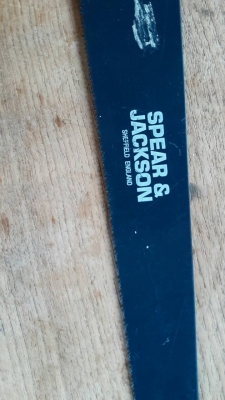 SPEAR &
JACKSON
SHEFFIELD ENGLAND